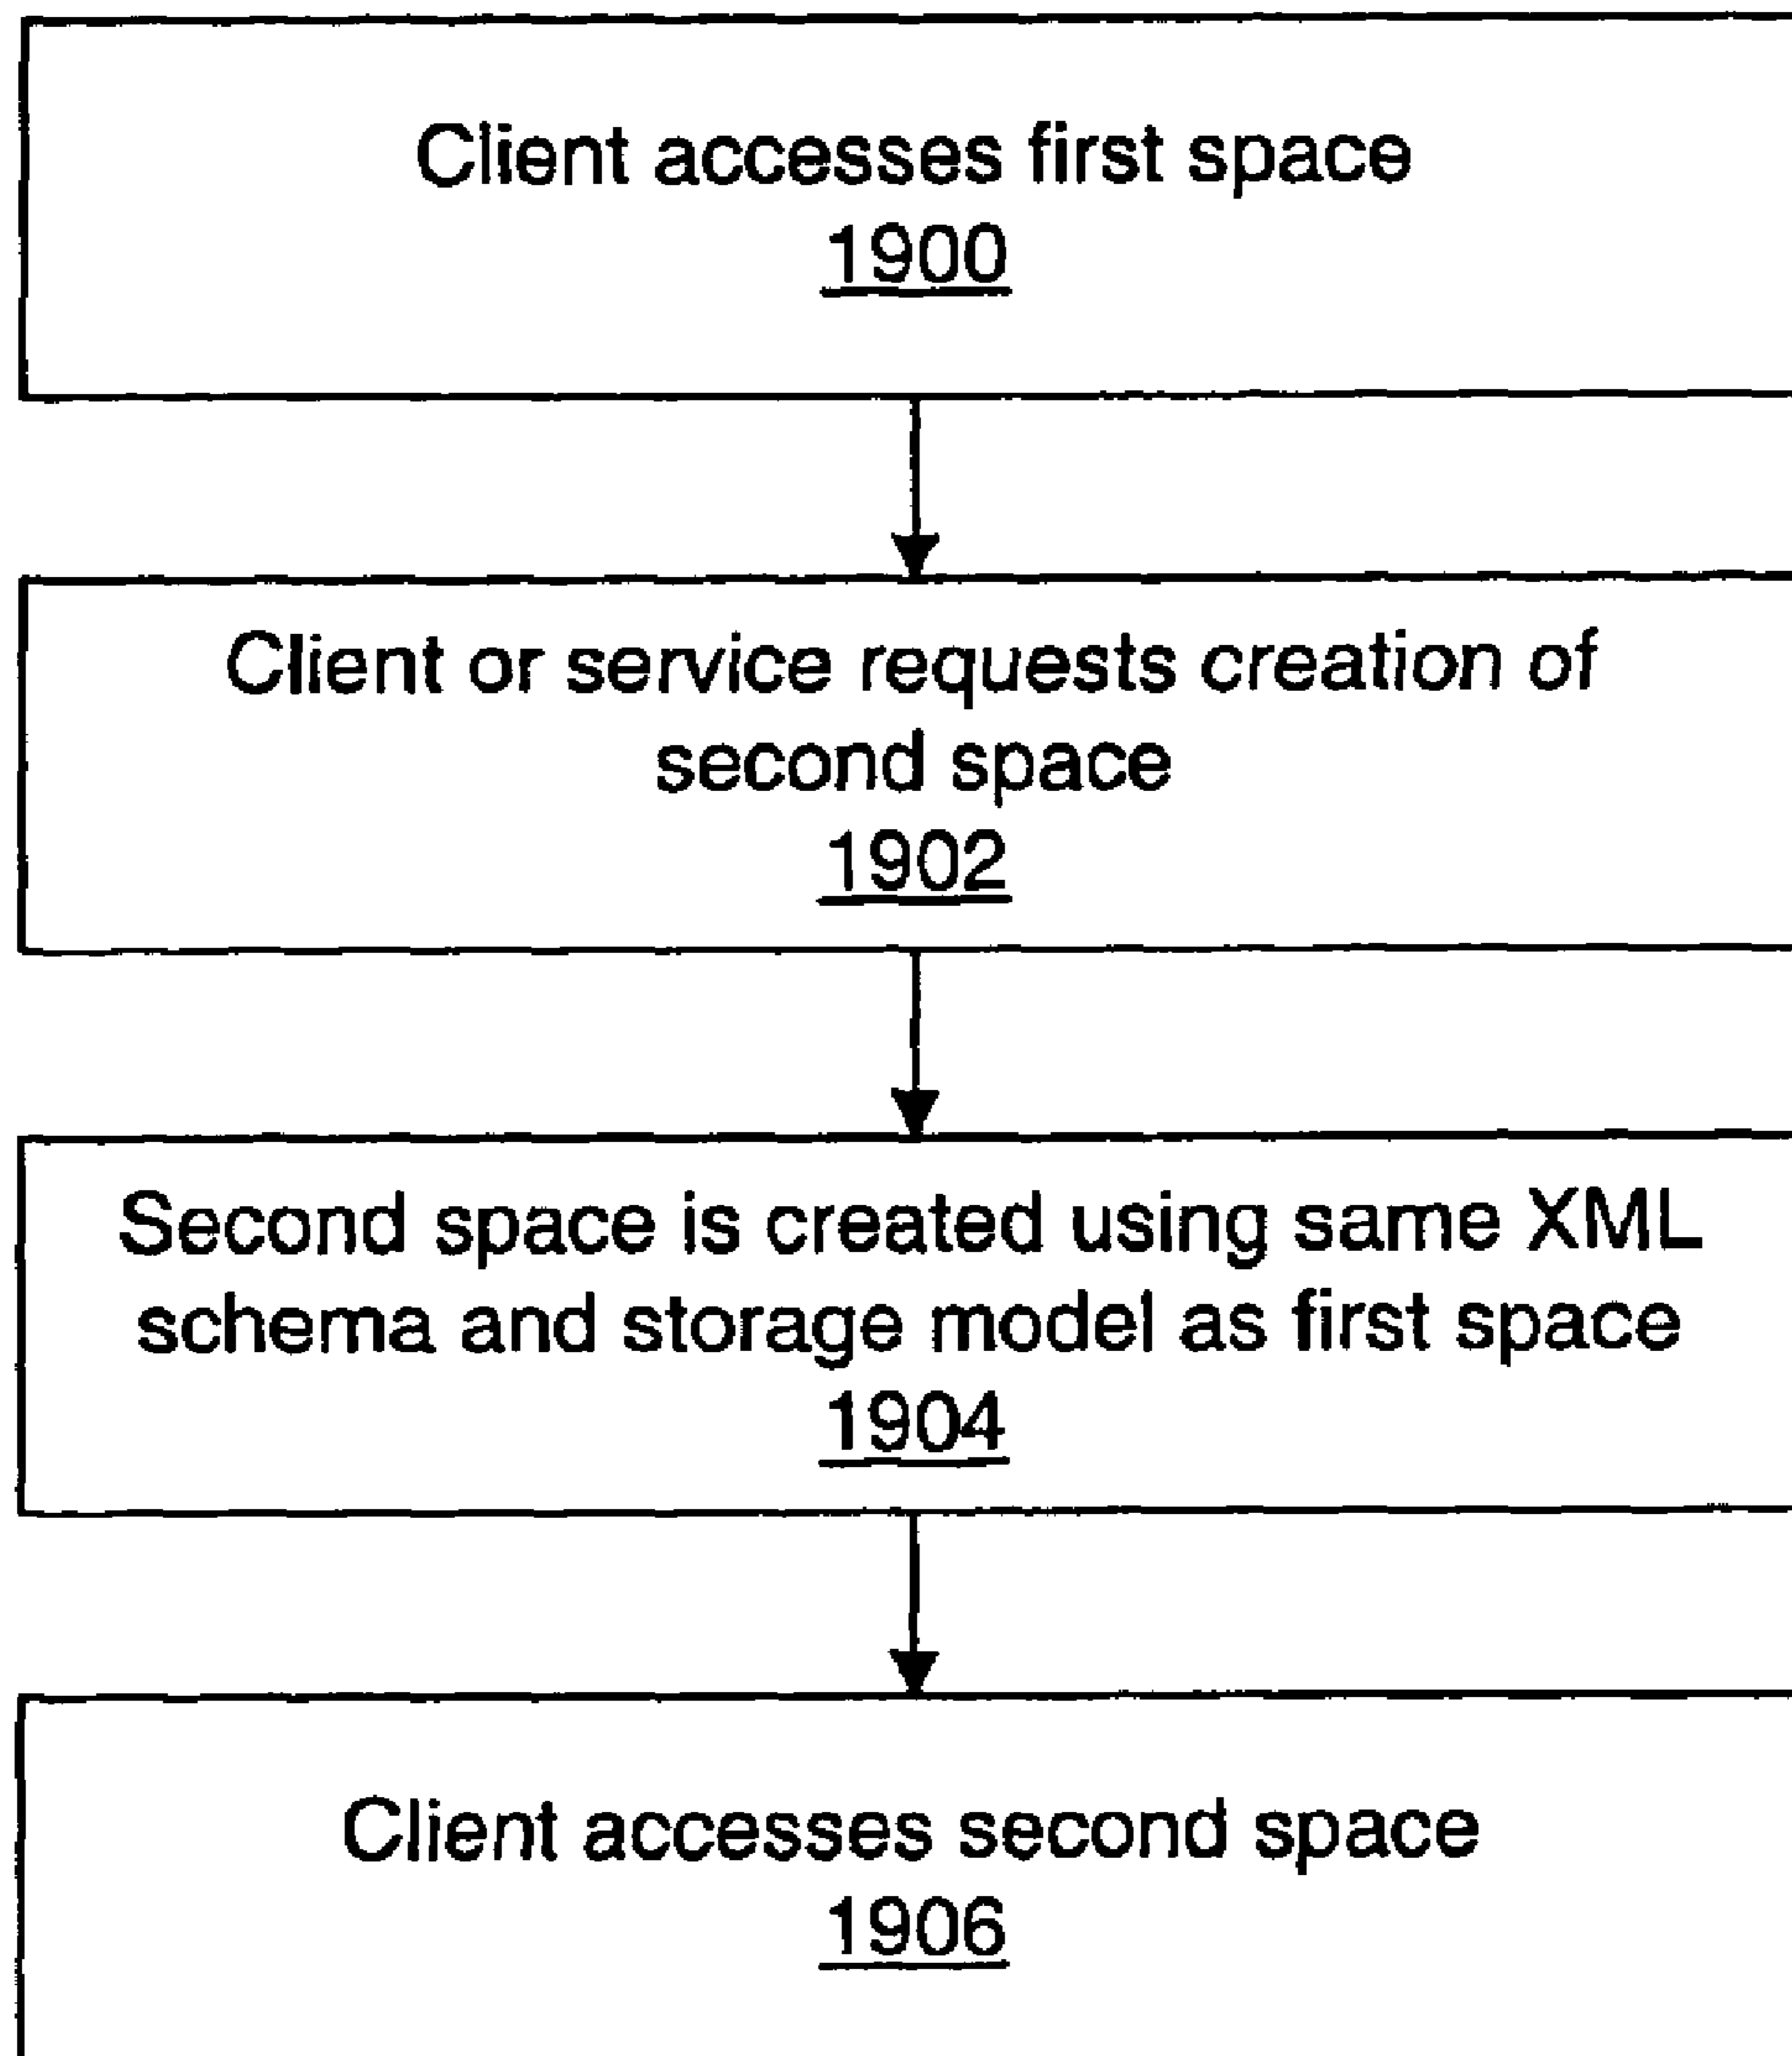 Client accesses first space
1900
Client or service requests creation of
second space
1902
Second space is created using same XML
schema and storage model as first space
1904
Client accesses second space
1906